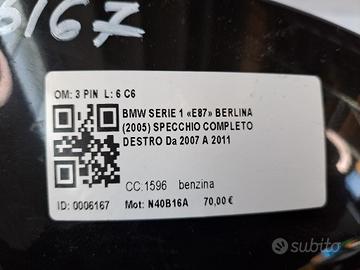 6167
OM: 3 PIN L: 6 C6
BMW SERIE 1 «E87» BERLINA
(2005) SPECCHIO COMPLETO
DESTRO Da 2007 A 2011
CC:1596 benzina
ID: 0006167 Mot: N40B16A 70,00 €
subito